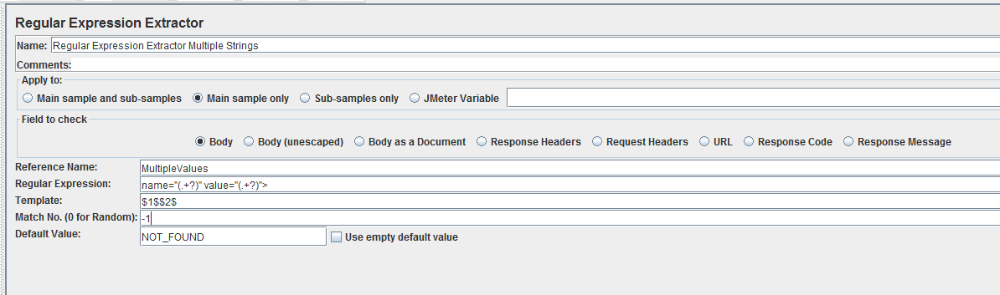 Regular Expression Extractor
Name: Regular Expression Extractor Multiple Strings
Comments:
Apply to:
Main sample and sub-samples Main sample only Sub-samples only JMeter Variable
Field to check
Body Body (unescaped) Body as a Document Response Headers Request Headers URL Response Code Response Message
Reference Name: MultipleValues
Regular Expression: name="(.+?)" value="(.+?)">
Template: $1$$2$
Match No. (0 for Random): -1
Default Value: NOT_FOUND Use empty default value